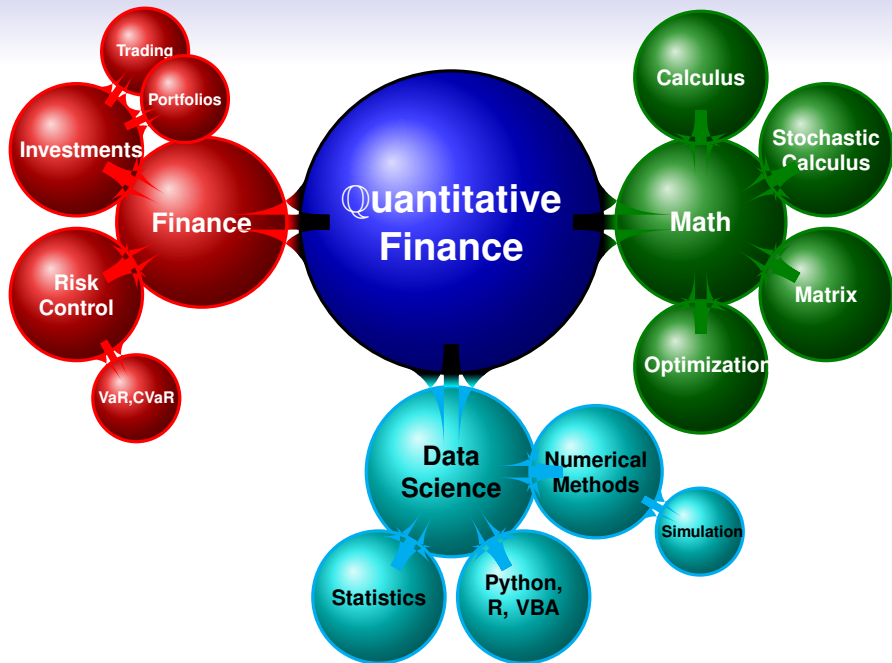 Trading
Portfolios
Investments
Finance
Risk
Control
VaR,CVaR
ℚuantitative
Finance
Calculus
Stochastic
Calculus
Math
Matrix
Optimization
Data
Science
Numerical
Methods
Simulation
Statistics
Python,
R, VBA